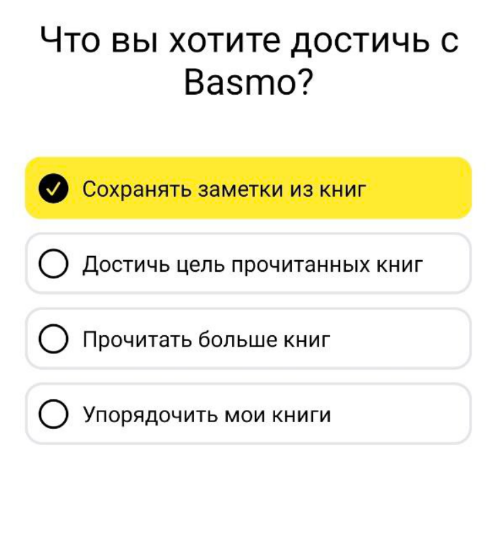 Что вы хотите достичь с
Basmo?
Сохранять заметки из книг
Достичь цель прочитанных книг
Прочитать больше книг
Упорядочить мои книги